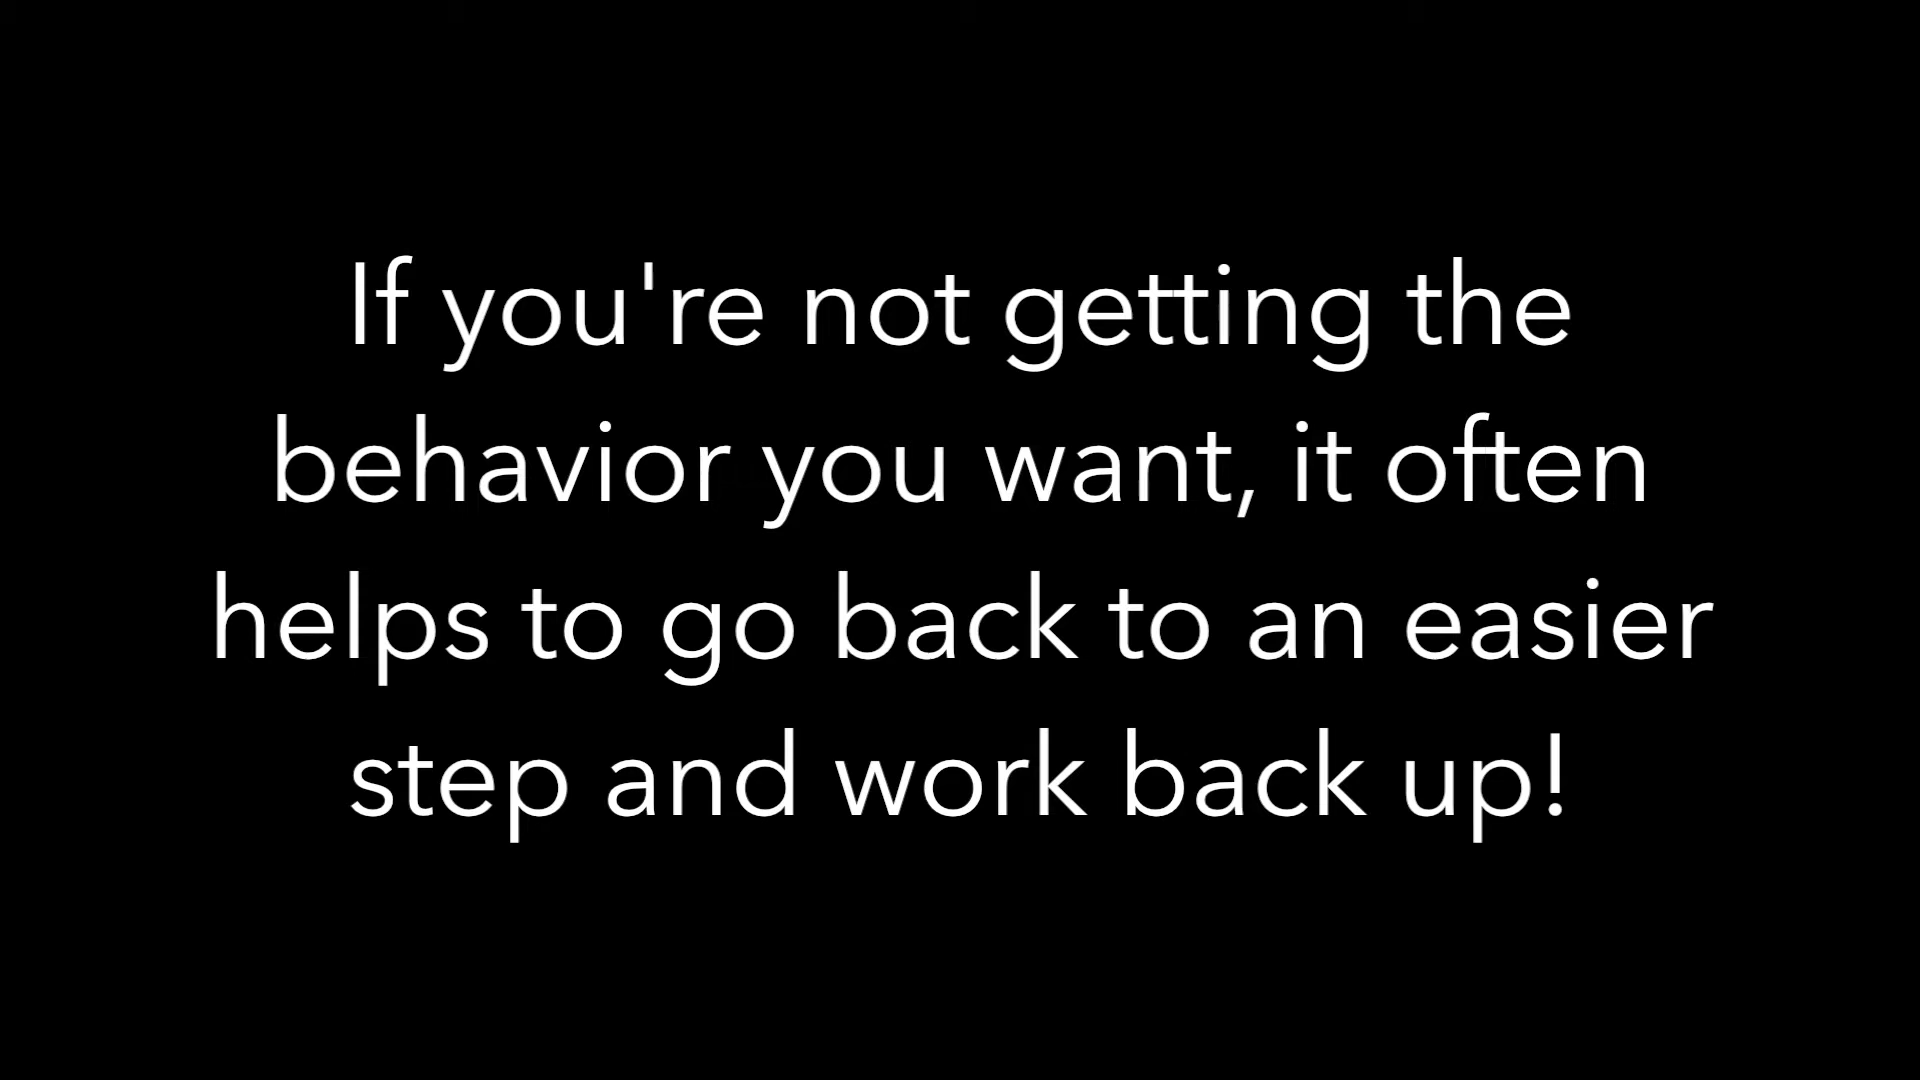 If you're not getting the
behavior you want, it often
helps to go back to an easier
step and work back up!